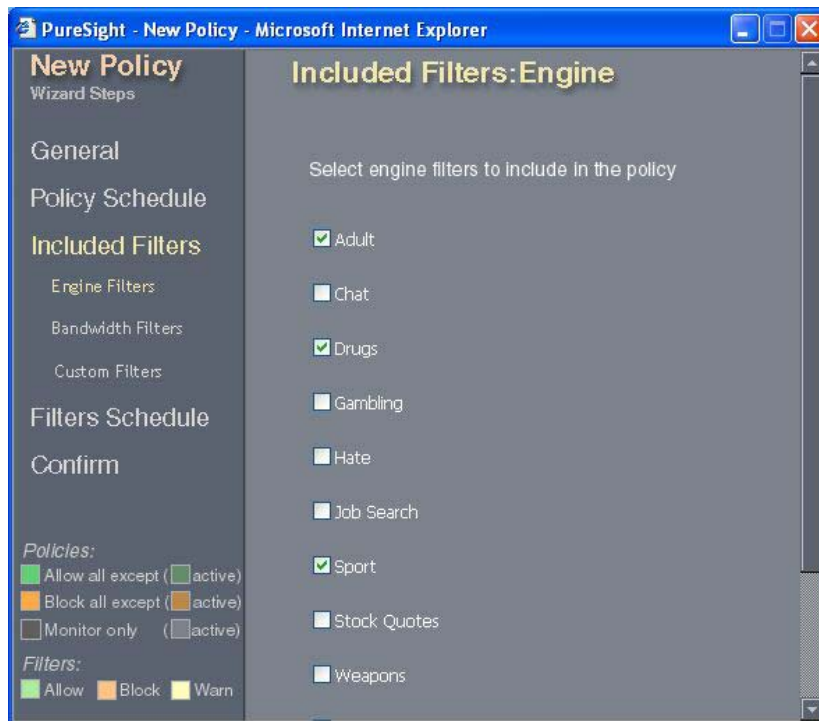 PureSight - New Policy - Microsoft Internet Explorer
New Policy
Wizard Steps
General
Policy Schedule
Included Filters
Engine Filters
Bandwidth Filters
Custom Filters
Filters Schedule
Confirm
Policies:
Allow all except ( active)
Block all except ( active)
Monitor only ( active)
Filters:
Allow Block Warn
Included Filters:Engine
Select engine filters to include in the policy
Adult
Chat
Drugs
Gambling
Hate
Job Search
Sport
Stock Quotes
Weapons